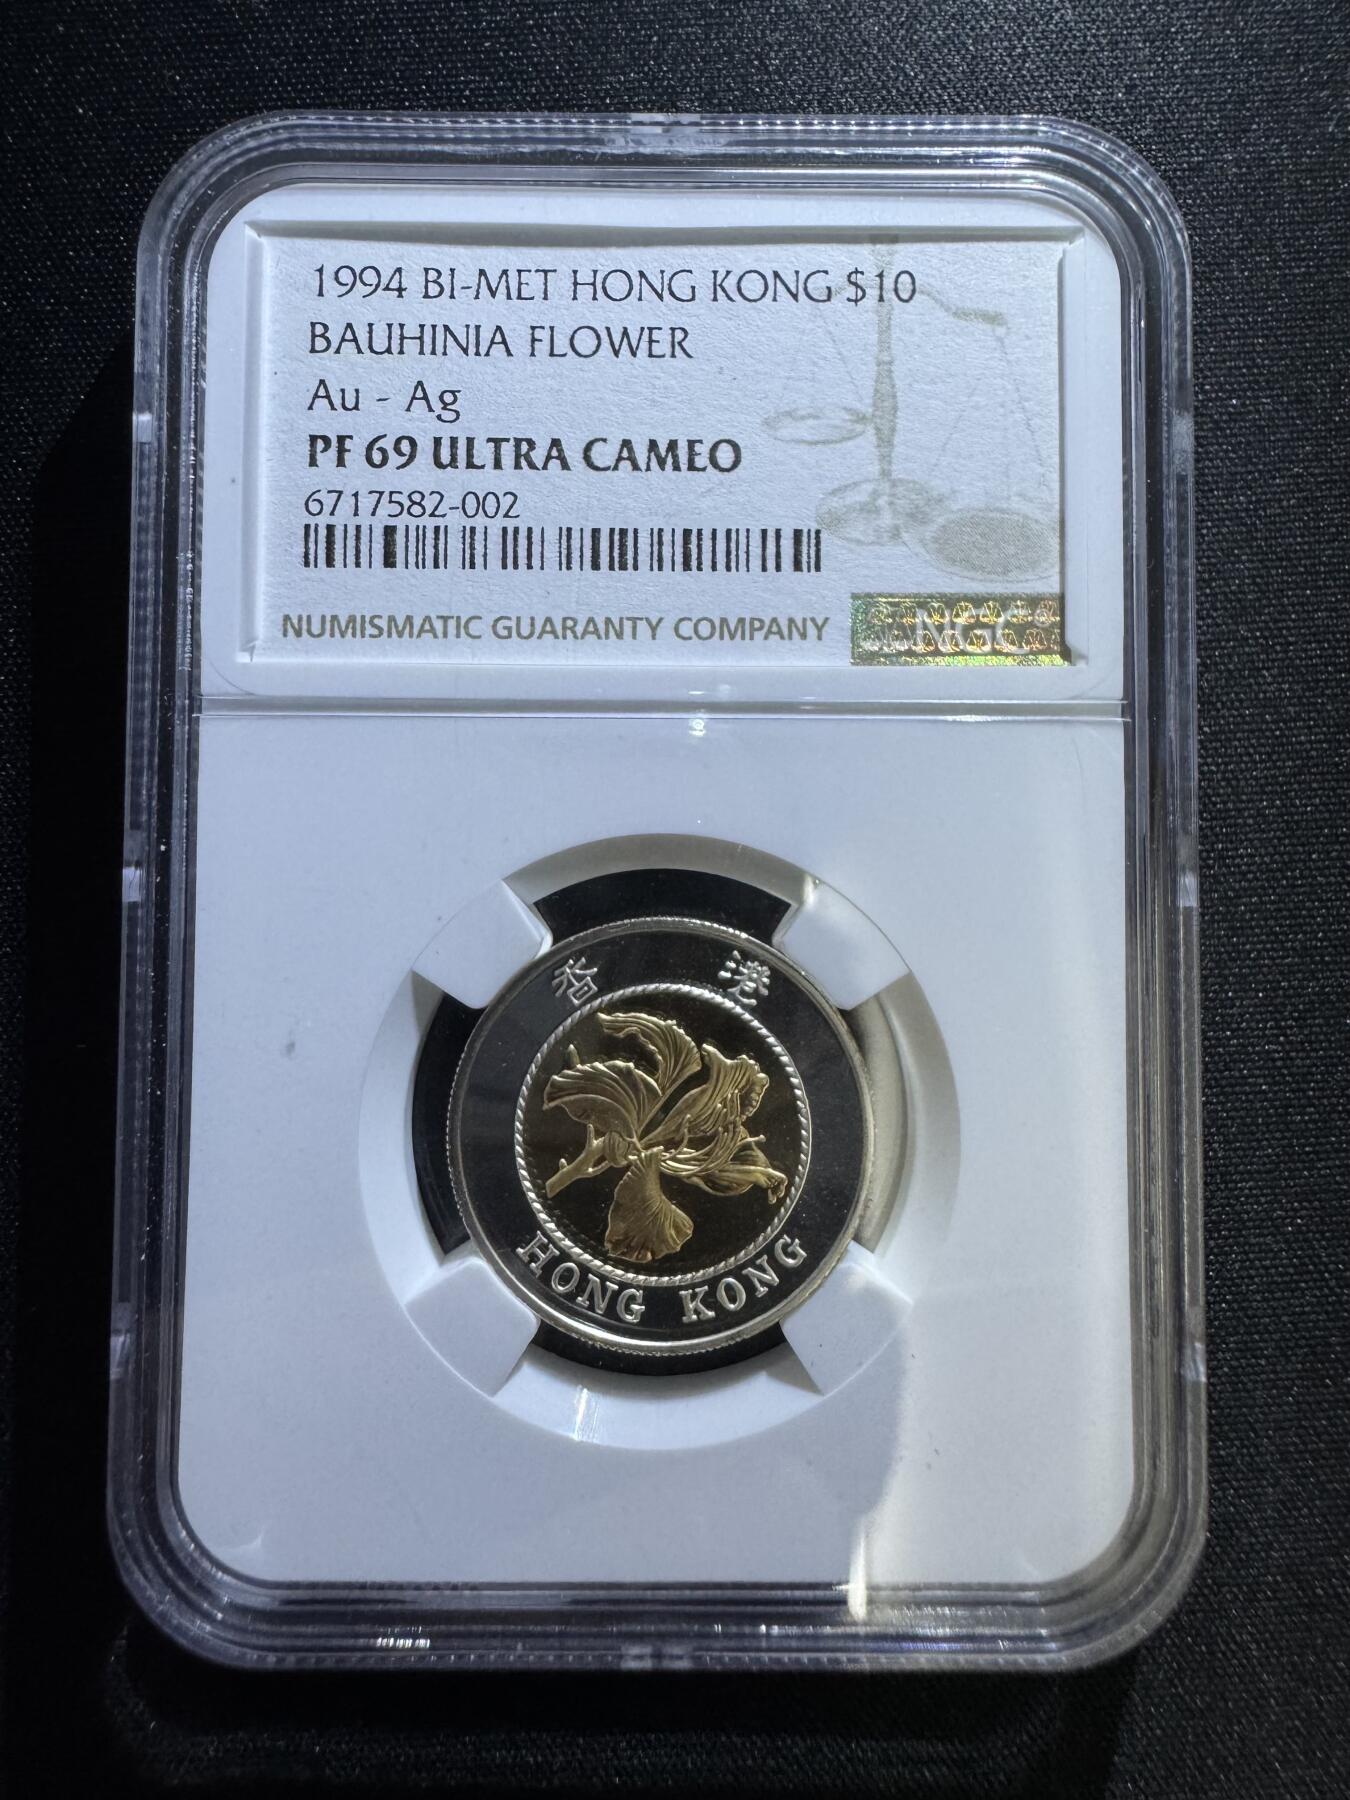 1994 BI-MET HONG KONG $10
BAUHINIA FLOWER
Au - Ag
PF 69 ULTRA CAMEO
6717582-002
NUMISMATIC GUARANTY COMPANY
NGC
香 港
HONG KONG